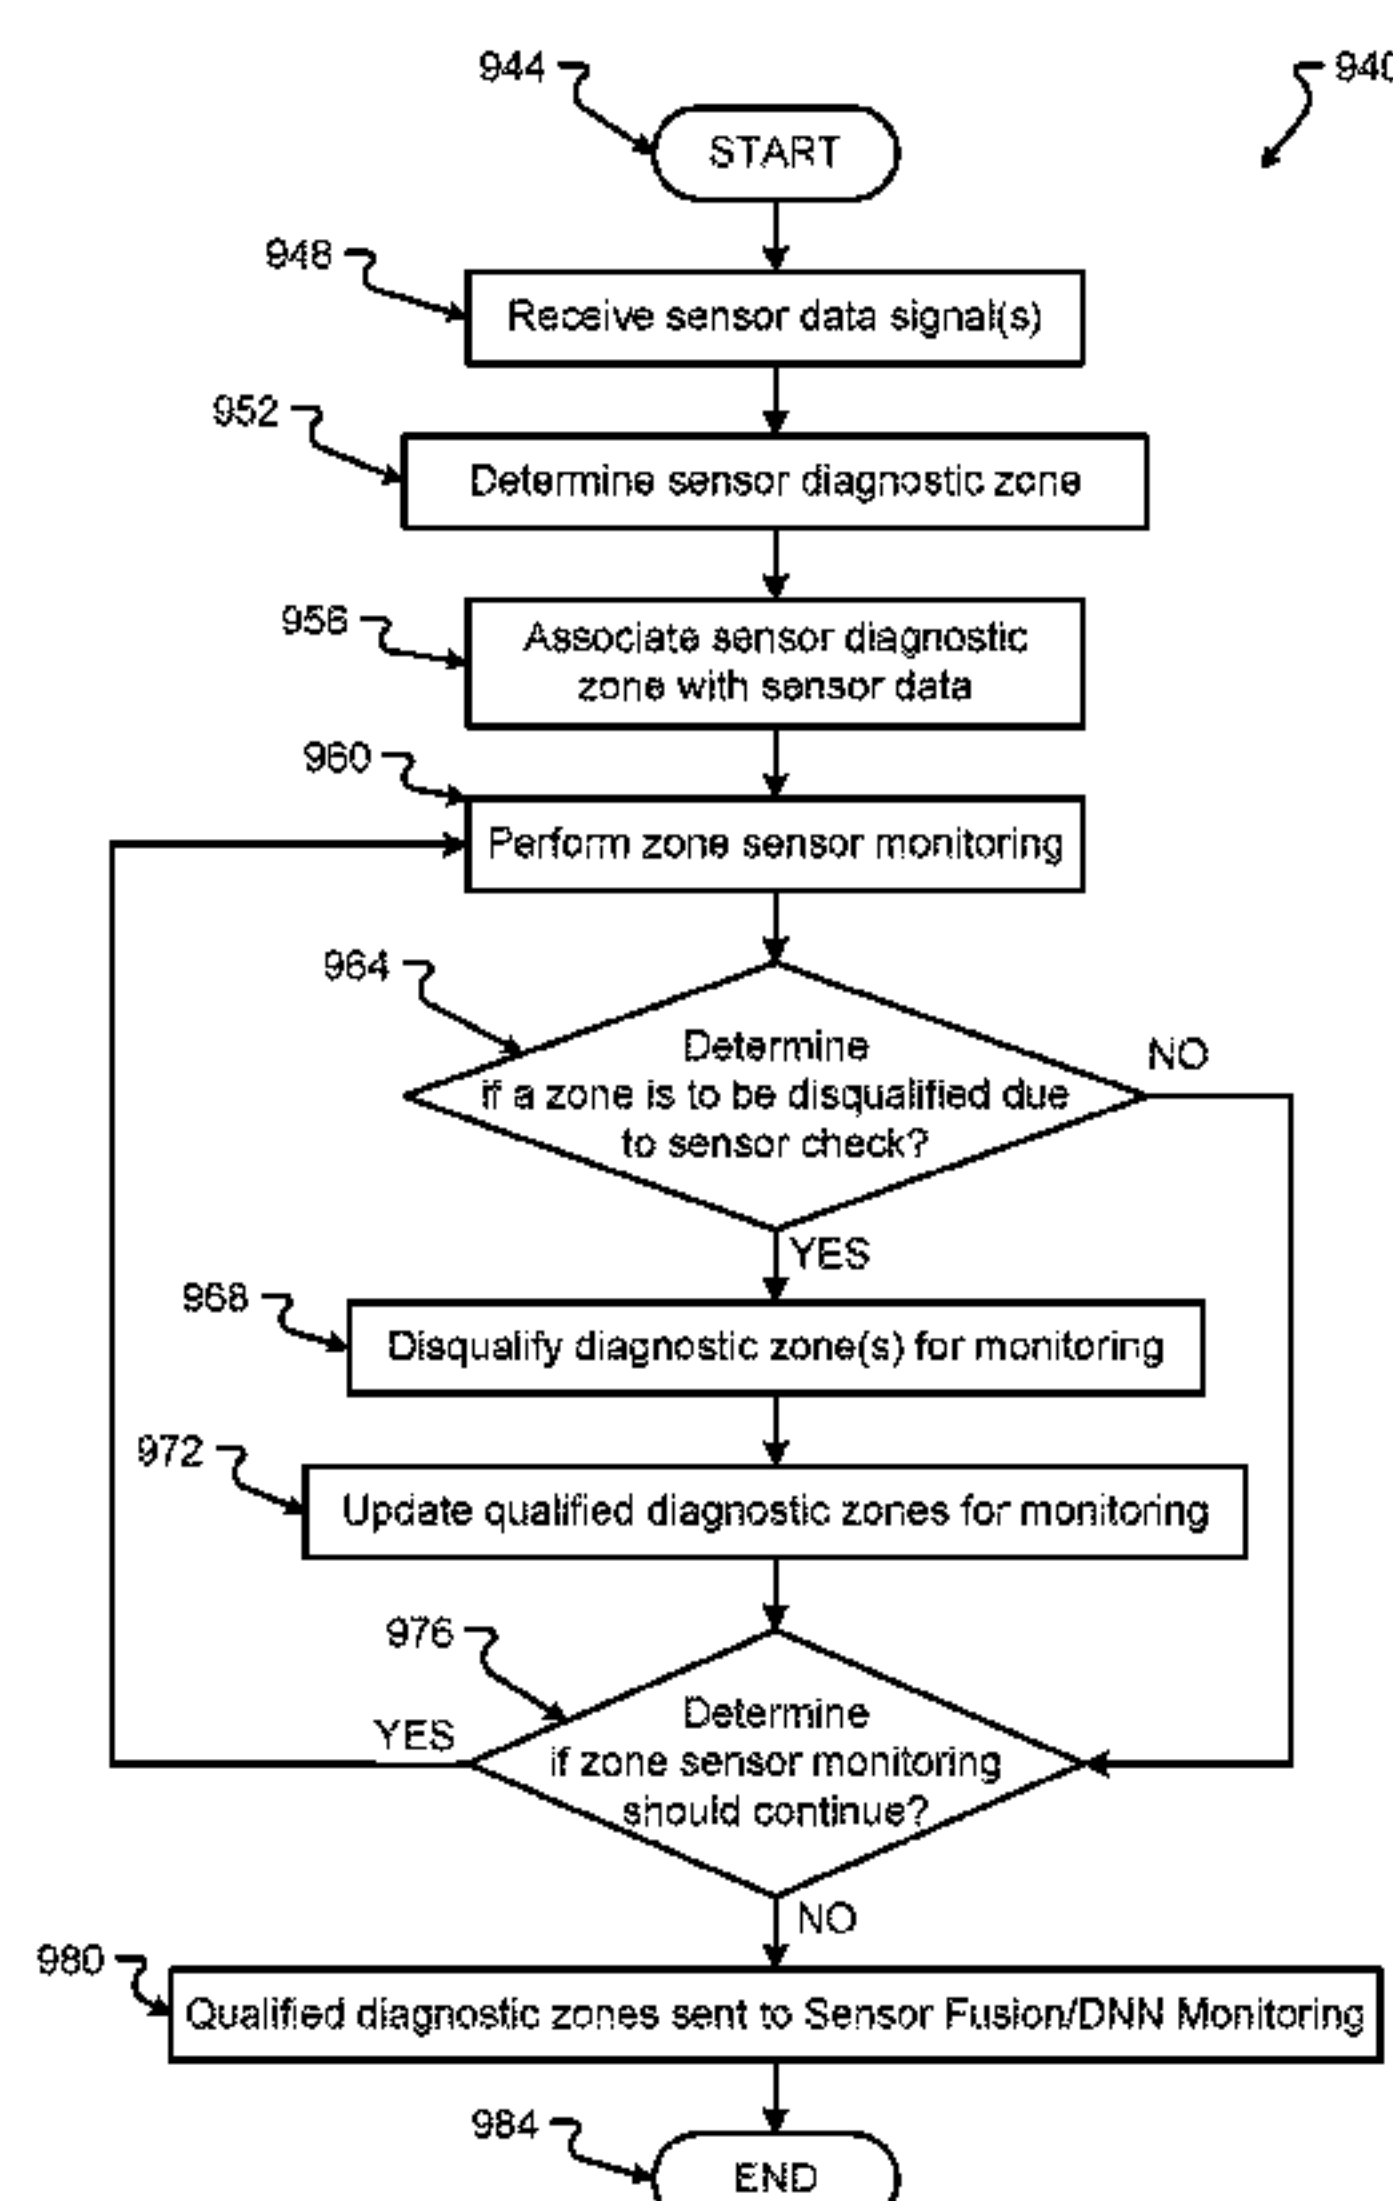 944
940
START
948
Receive sensor data signal(s)
952
Determine sensor diagnostic zone
956
Associate sensor diagnostic
zone with sensor data
960
Perform zone sensor monitoring
964
Determine
if a zone is to be disqualified due
to sensor check?
NO
YES
968
Disqualify diagnostic zone(s) for monitoring
972
Update qualified diagnostic zones for monitoring
976
Determine
if zone sensor monitoring
should continue?
YES
NO
980
Qualified diagnostic zones sent to Sensor Fusion/DNN Monitoring
984
END